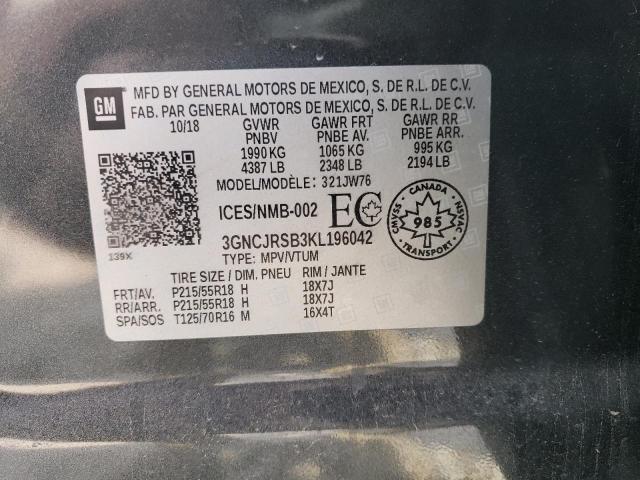 GM
MFD BY GENERAL MOTORS DE MEXICO, S. DE R.L. DE C.V.
FAB. PAR GENERAL MOTORS DE MEXICO, S. DE R.L. DE C.V.
10/18 GVWR GAWR FRT GAWR RR
PNBV PNBE AV. PNBE ARR.
1990 KG 1065 KG 995 KG
4387 LB 2348 LB 2194 LB
MODEL/MODÈLE: 321JW76
ICES/NMB-002 EC
CANADA
CMVSS 985 NSVAC
3GNCJRSB3KL196042
139X
TYPE: MPV/VTUM
TIRE SIZE / DIM. PNEU RIM / JANTE
FRT/AV. P215/55R18 H 18X7J
RR/ARR. P215/55R18 H 18X7J
SPA/SOS T125/70R16 M 16X4T